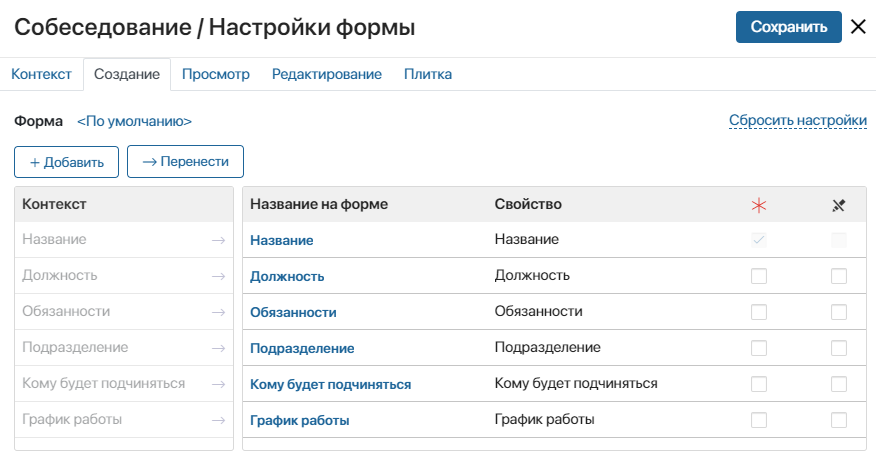 Собеседование / Настройки формы
Сохранить
Контекст Создание Просмотр Редактирование Плитка
Форма <По умолчанию> Сбросить настройки
+ Добавить → Перенести
Контекст Название на форме Свойство
Название → Название Название
Должность → Должность Должность
Обязанности → Обязанности Обязанности
Подразделение → Подразделение Подразделение
Кому будет подчиняться → Кому будет подчиняться Кому будет подчиняться
График работы → График работы График работы